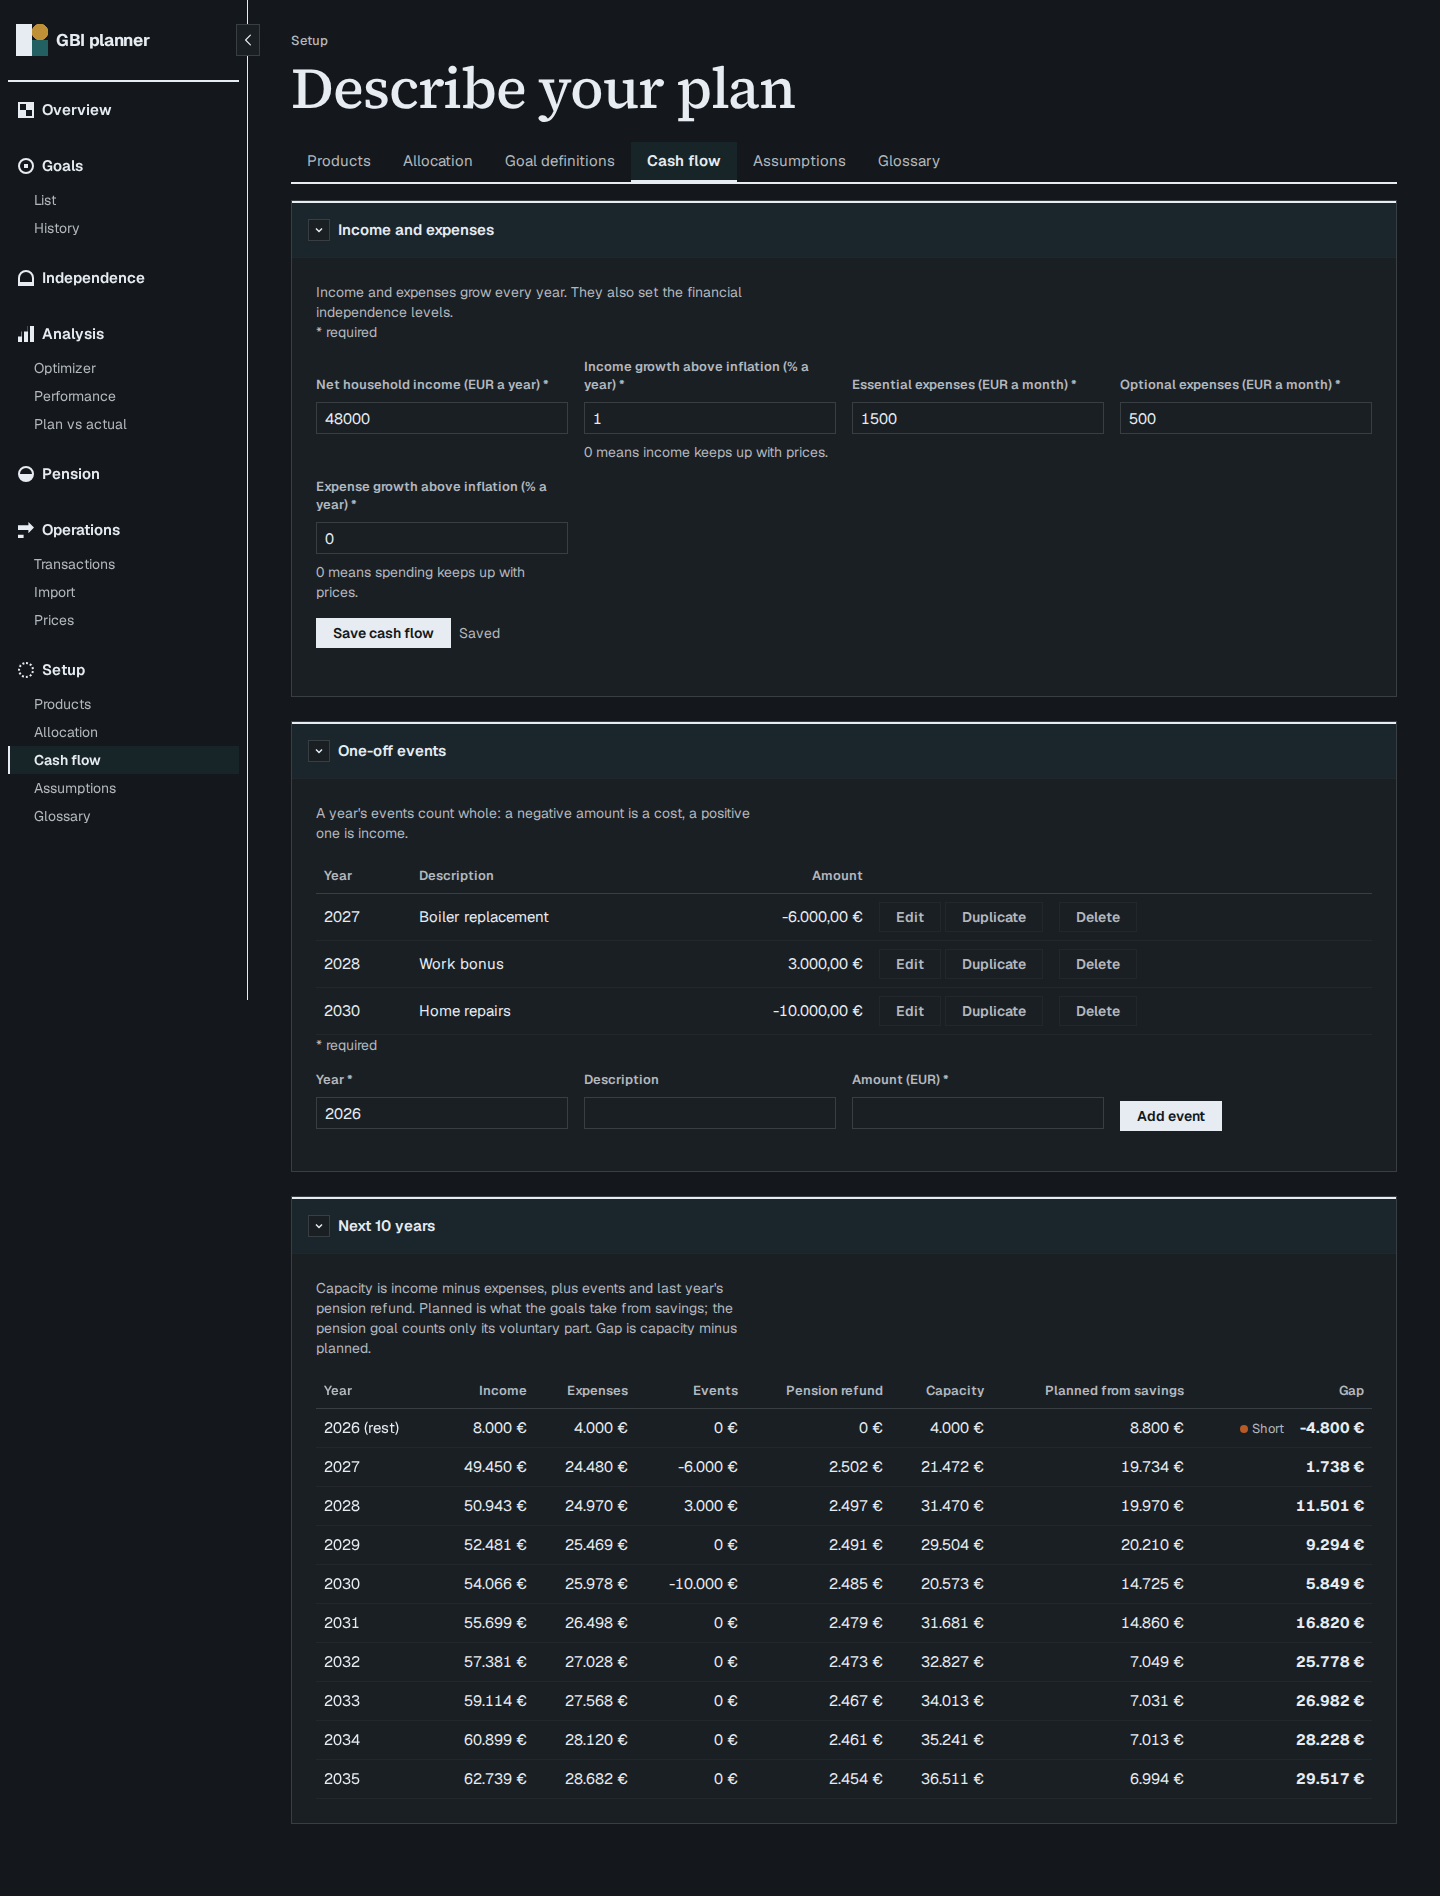 GBI planner
Overview
Goals
List
History
Independence
Analysis
Optimizer
Performance
Plan vs actual
Pension
Operations
Transactions
Import
Prices
Setup
Products
Allocation
Cash flow
Assumptions
Glossary
Setup
Describe your plan
Products Allocation Goal definitions Cash flow Assumptions Glossary
Income and expenses
Income and expenses grow every year. They also set the financial
independence levels.
* required
Net household income (EUR a year) *
48000
Income growth above inflation (% a
year) *
1
0 means income keeps up with prices.
Essential expenses (EUR a month) *
1500
Optional expenses (EUR a month) *
500
Expense growth above inflation (% a
year) *
0
0 means spending keeps up with
prices.
Save cash flow Saved
One-off events
A year's events count whole: a negative amount is a cost, a positive
one is income.
Year Description Amount
2027 Boiler replacement -6.000,00 € Edit Duplicate Delete
2028 Work bonus 3.000,00 € Edit Duplicate Delete
2030 Home repairs -10.000,00 € Edit Duplicate Delete
* required
Year * Description Amount (EUR) *
2026 Add event
Next 10 years
Capacity is income minus expenses, plus events and last year's
pension refund. Planned is what the goals take from savings; the
pension goal counts only its voluntary part. Gap is capacity minus
planned.
Year Income Expenses Events Pension refund Capacity Planned from savings Gap
2026 (rest) 8.000 € 4.000 € 0 € 0 € 4.000 € 8.800 € Short -4.800 €
2027 49.450 € 24.480 € -6.000 € 2.502 € 21.472 € 19.734 € 1.738 €
2028 50.943 € 24.970 € 3.000 € 2.497 € 31.470 € 19.970 € 11.501 €
2029 52.481 € 25.469 € 0 € 2.491 € 29.504 € 20.210 € 9.294 €
2030 54.066 € 25.978 € -10.000 € 2.485 € 20.573 € 14.725 € 5.849 €
2031 55.699 € 26.498 € 0 € 2.479 € 31.681 € 14.860 € 16.820 €
2032 57.381 € 27.028 € 0 € 2.473 € 32.827 € 7.049 € 25.778 €
2033 59.114 € 27.568 € 0 € 2.467 € 34.013 € 7.031 € 26.982 €
2034 60.899 € 28.120 € 0 € 2.461 € 35.241 € 7.013 € 28.228 €
2035 62.739 € 28.682 € 0 € 2.454 € 36.511 € 6.994 € 29.517 €